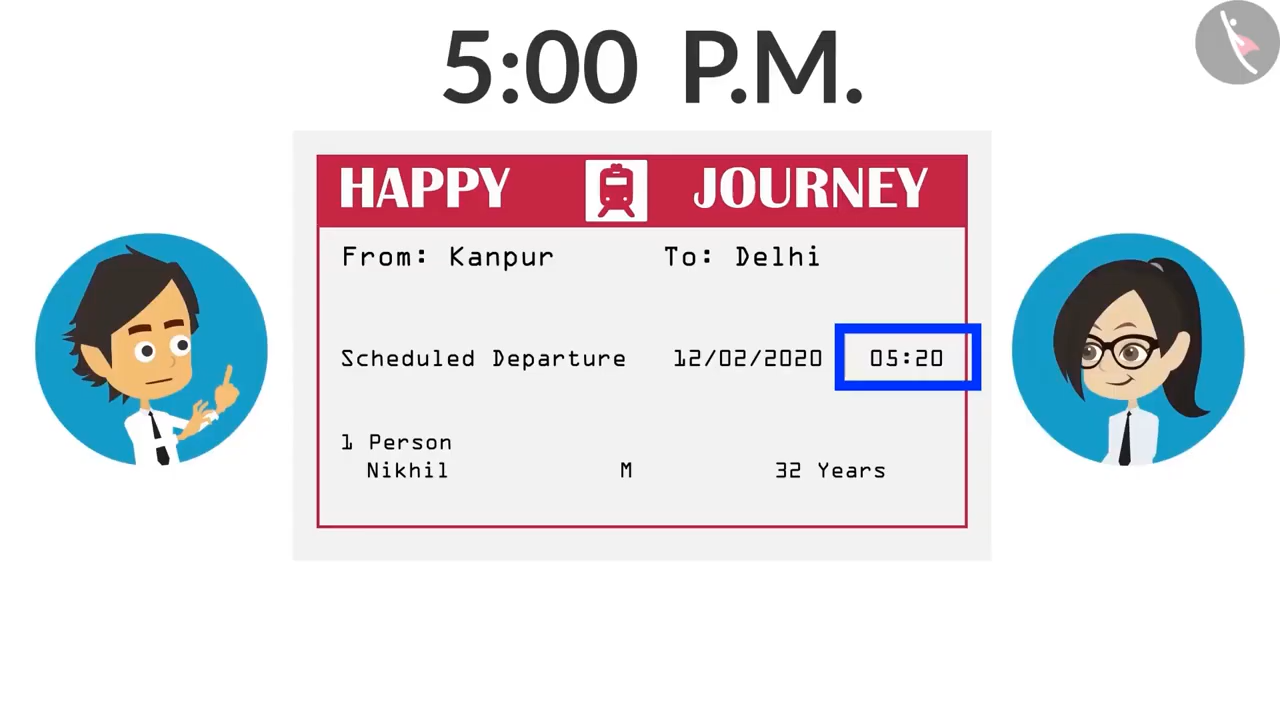 5:00 P.M.
HAPPY JOURNEY
From: Kanpur To: Delhi
Scheduled Departure 12/02/2020 05:20
1 Person
Nikhil M 32 Years